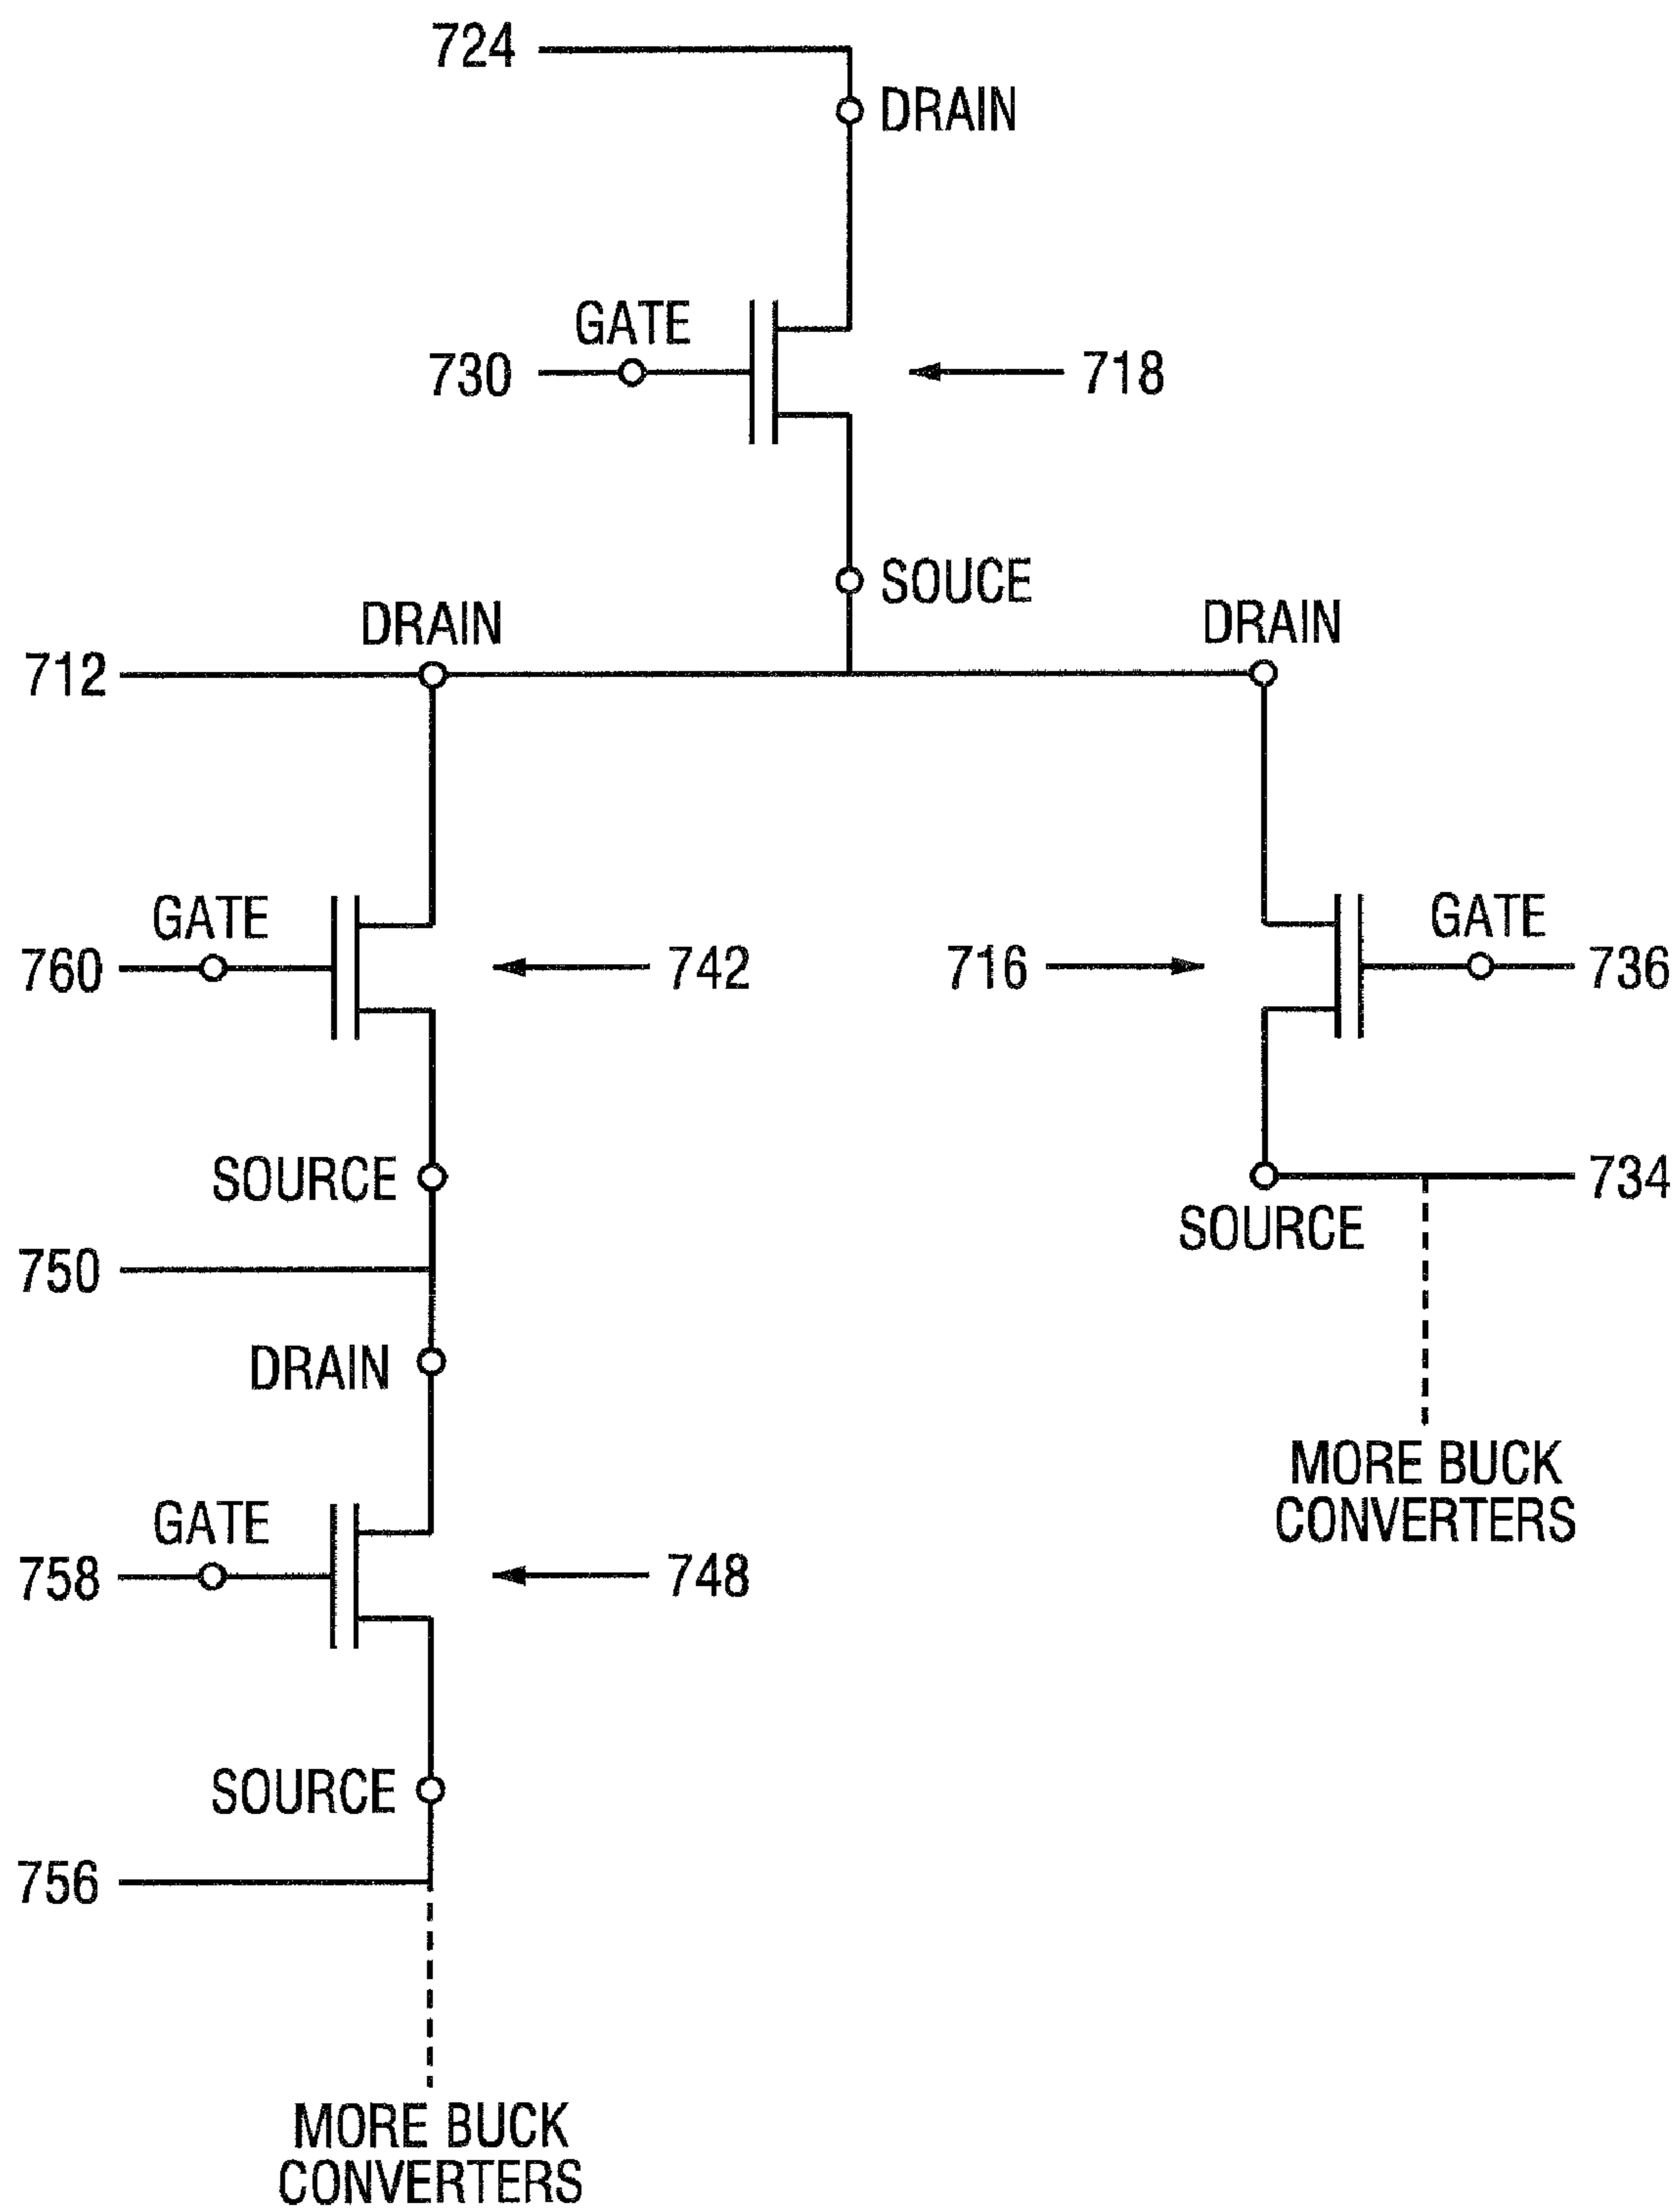 724
DRAIN
GATE
730
718
SOUCE
DRAIN
DRAIN
712
GATE
760
742
716
GATE
736
SOURCE
734
SOURCE
750
DRAIN
MORE BUCK
CONVERTERS
GATE
758
748
SOURCE
756
MORE BUCK
CONVERTERS